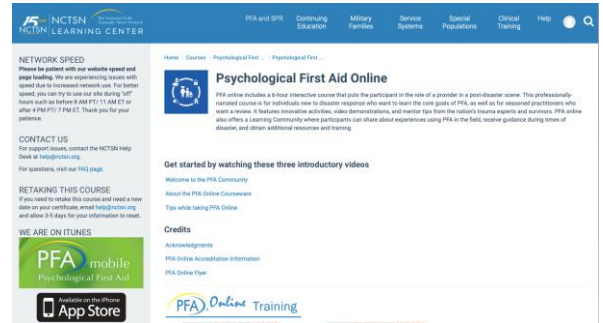 15
NCTSN
NCTSN
The National Child
Traumatic Stress Network
LEARNING CENTER
PFA and SPR
Continuing
Education
Military
Families
Service
Systems
Special
Populations
Clinical
Training
Help
NETWORK SPEED
Please be patient with our website speed and
page loading. We are experiencing issues with
speed due to increased network use. For better
speed, you can try to use our site during "off"
hours such as before 8 AM PT/ 11 AM ET or
after 4 PM PT/ 7 PM ET. Thank you for your
patience.
CONTACT US
For support issues, contact the NCTSN Help
Desk at help@nctsn.org.
For questions, visit our FAQ page.
RETAKING THIS COURSE
If you need to retake this course and need a new
date on your certificate, email help@nctsn.org
and allow 3-5 days for your information to reset.
WE ARE ON ITUNES
PFA mobile
Psychological First Aid
Available on the iPhone
App Store
Home / Courses / Psychological First ... / Psychological First ...
Psychological First Aid Online
PFA online includes a 6-hour interactive course that puts the participant in the role of a provider in a post-disaster scene. This professionally-
narrated course is for individuals new to disaster response who want to learn the core goals of PFA, as well as for seasoned practitioners who
want a review. It features innovative activities, video demonstrations, and mentor tips from the nation's trauma experts and survivors. PFA online
also offers a Learning Community where participants can share about experiences using PFA in the field, receive guidance during times of
disaster, and obtain additional resources and training.
Get started by watching these three introductory videos
Welcome to the PFA Community
About the PFA Online Courseware
Tips while taking PFA Online
Credits
Acknowledgments
PFA Online Accreditation Information
PFA Online Flyer
PFA Online Training